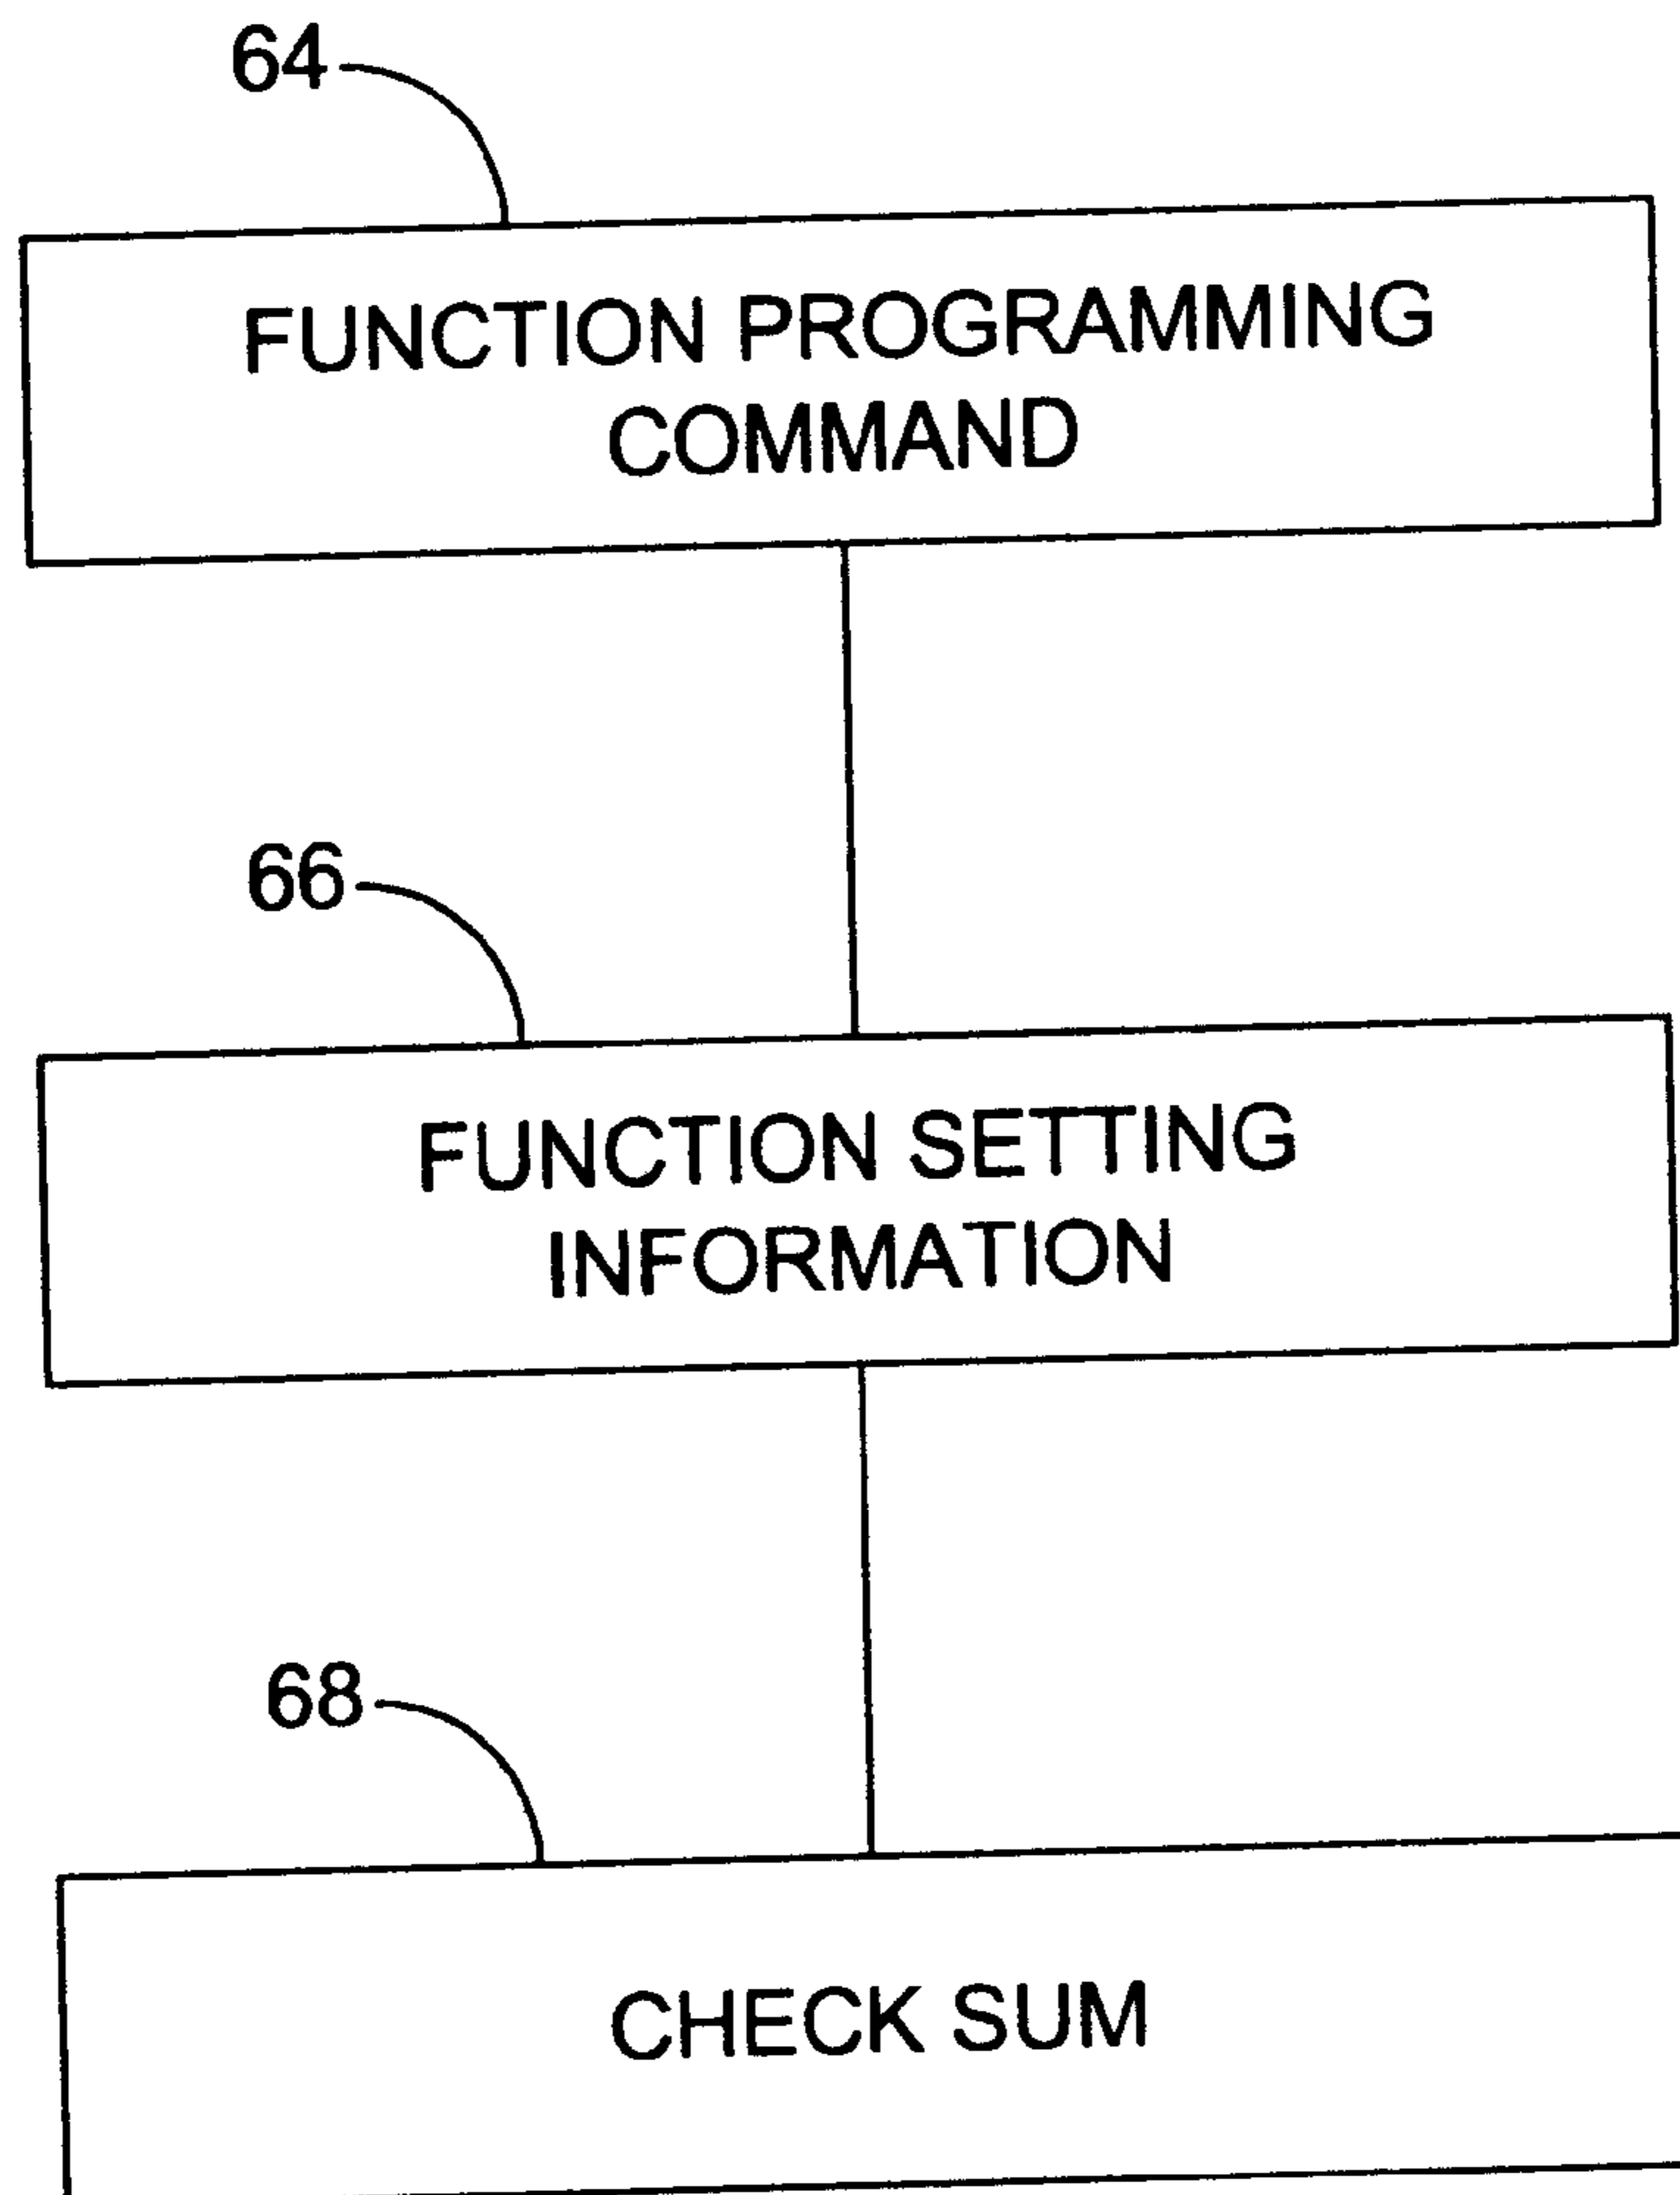 64
FUNCTION PROGRAMMING
COMMAND
66
FUNCTION SETTING
INFORMATION
68
CHECK SUM